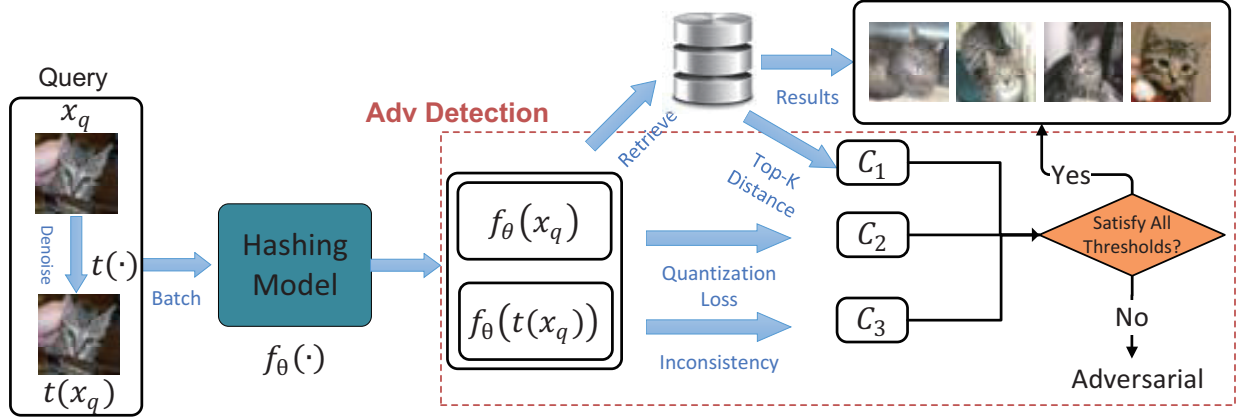 Query
x_q
Denoise
t(·)
t(x_q)
Batch
Hashing
Model
f_θ(·)
Adv Detection
f_θ(x_q)
f_θ(t(x_q))
Retrieve
Results
Top-K
Distance
Quantization
Loss
Inconsistency
C_1
C_2
C_3
Yes
Satisfy All
Thresholds?
No
Adversarial